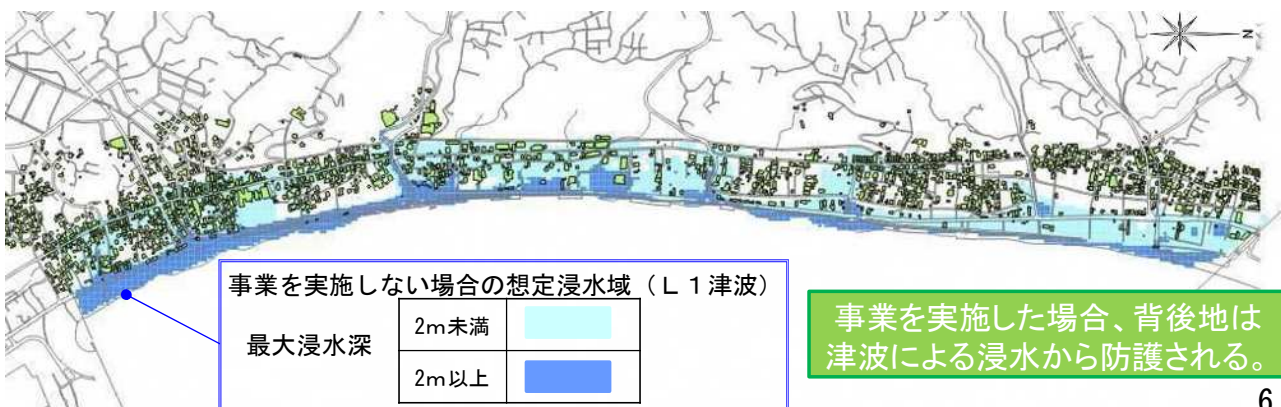 N
事業を実施しない場合の想定浸水域（Ｌ１津波）
最大浸水深
2m未満
2m以上
事業を実施した場合、背後地は
津波による浸水から防護される。
6